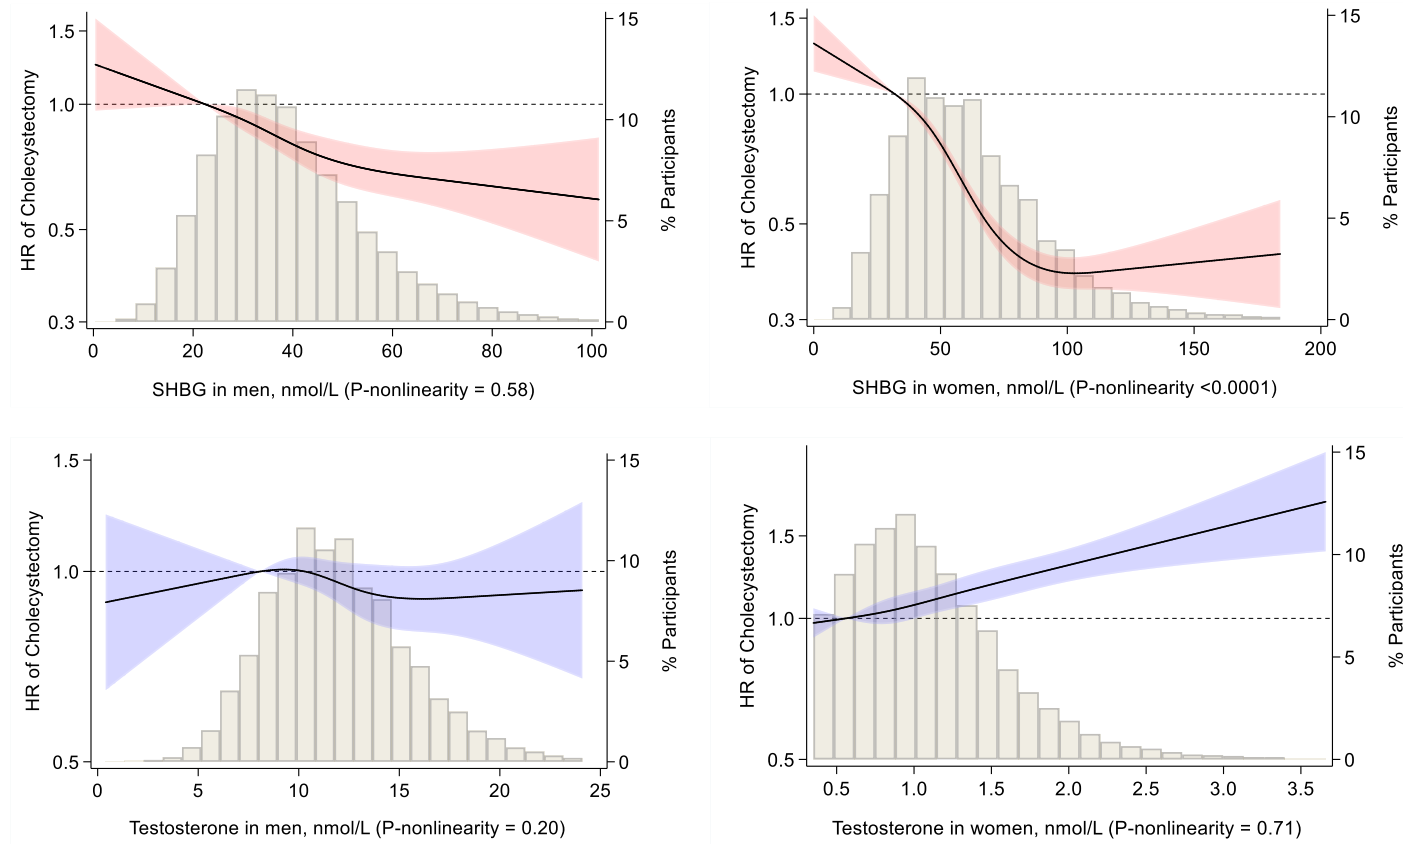 HR of Cholecystectomy
1.5
1.0
0.5
0.3
15
10
5
0
% Participants
0 20 40 60 80 100
SHBG in men, nmol/L (P-nonlinearity = 0.58)
HR of Cholecystectomy
1.5
1.0
0.5
0.3
15
10
5
0
% Participants
0 50 100 150 200
SHBG in women, nmol/L (P-nonlinearity <0.0001)
HR of Cholecystectomy
1.5
1.0
0.5
15
10
5
0
% Participants
0 5 10 15 20 25
Testosterone in men, nmol/L (P-nonlinearity = 0.20)
HR of Cholecystectomy
1.5
1.0
0.5
15
10
5
0
% Participants
0.5 1.0 1.5 2.0 2.5 3.0 3.5
Testosterone in women, nmol/L (P-nonlinearity = 0.71)